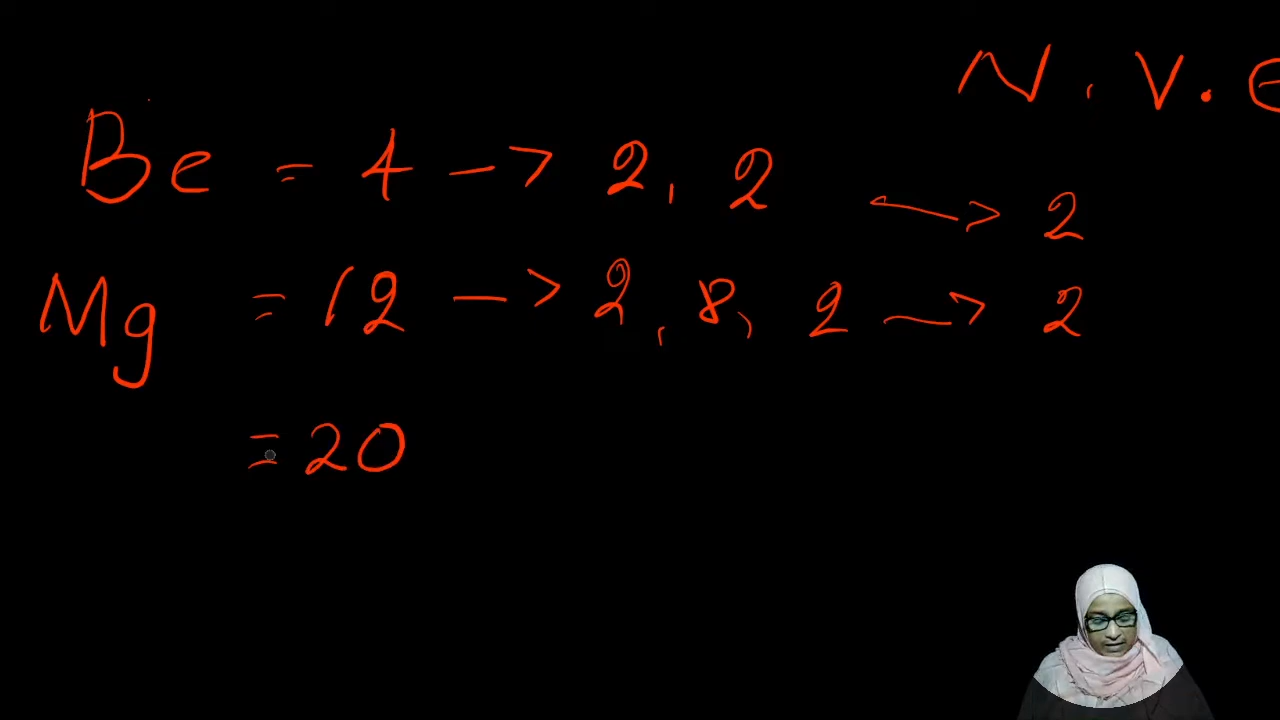 N.V.e
Be = 4 -> 2, 2 -> 2
Mg = 12 -> 2, 8, 2 -> 2
= 20